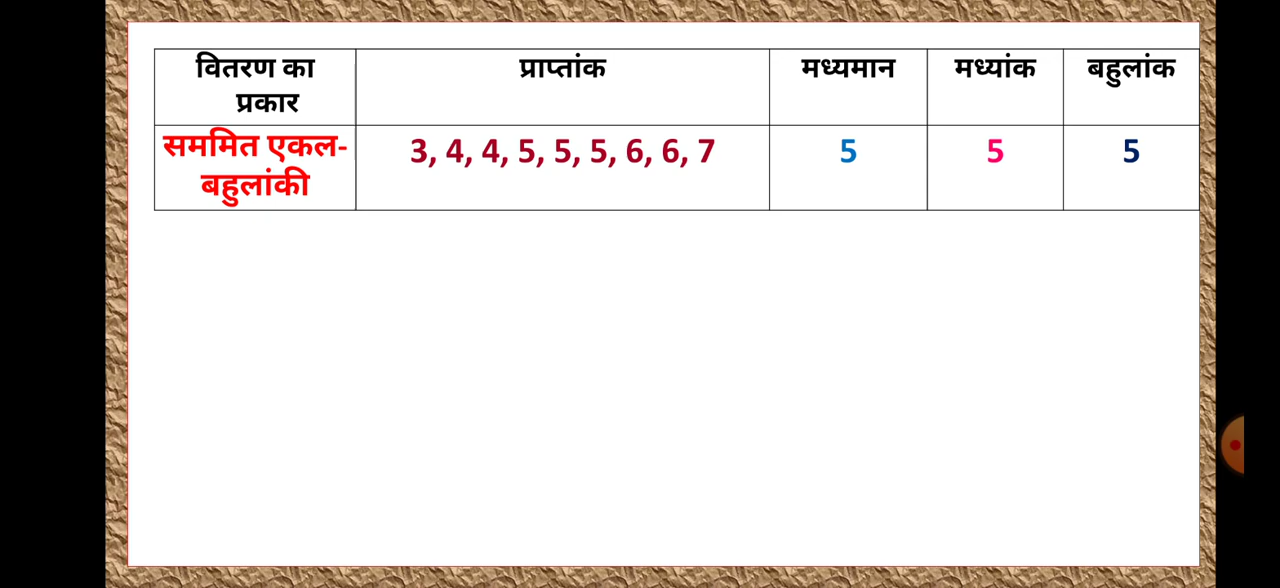 वितरण का प्रकार
प्राप्तांक
मध्यमान
मध्यांक
बहुलांक
सममित एकल-
बहुलांकी
3, 4, 4, 5, 5, 5, 6, 6, 7
5
5
5